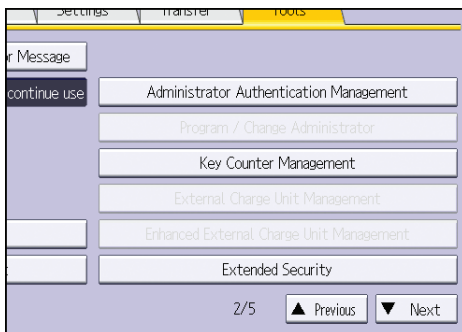 Settings Transfer Tools
r Message
continue use
Administrator Authentication Management
Program / Change Administrator
Key Counter Management
External Charge Unit Management
Enhanced External Charge Unit Management
Extended Security
2/5 ▲ Previous ▼ Next